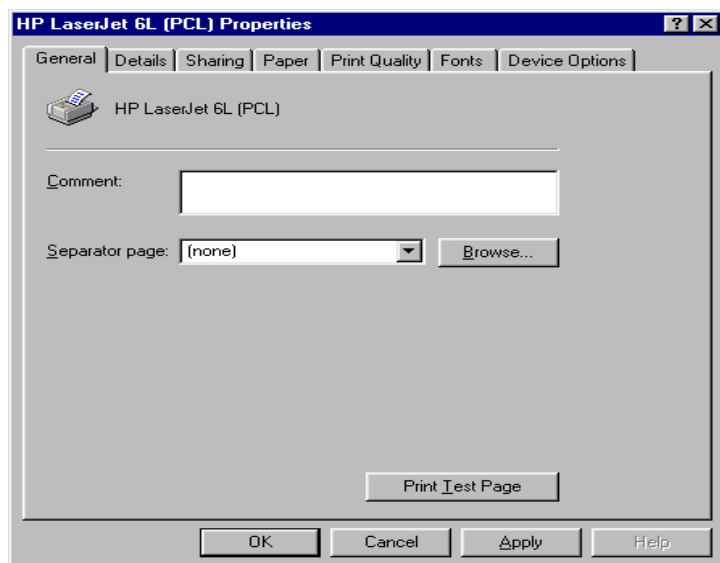 HP LaserJet 6L (PCL) Properties
General Details Sharing Paper Print Quality Fonts Device Options
HP LaserJet 6L (PCL)
Comment:
Separator page: (none) Browse...
Print Test Page
OK Cancel Apply Help